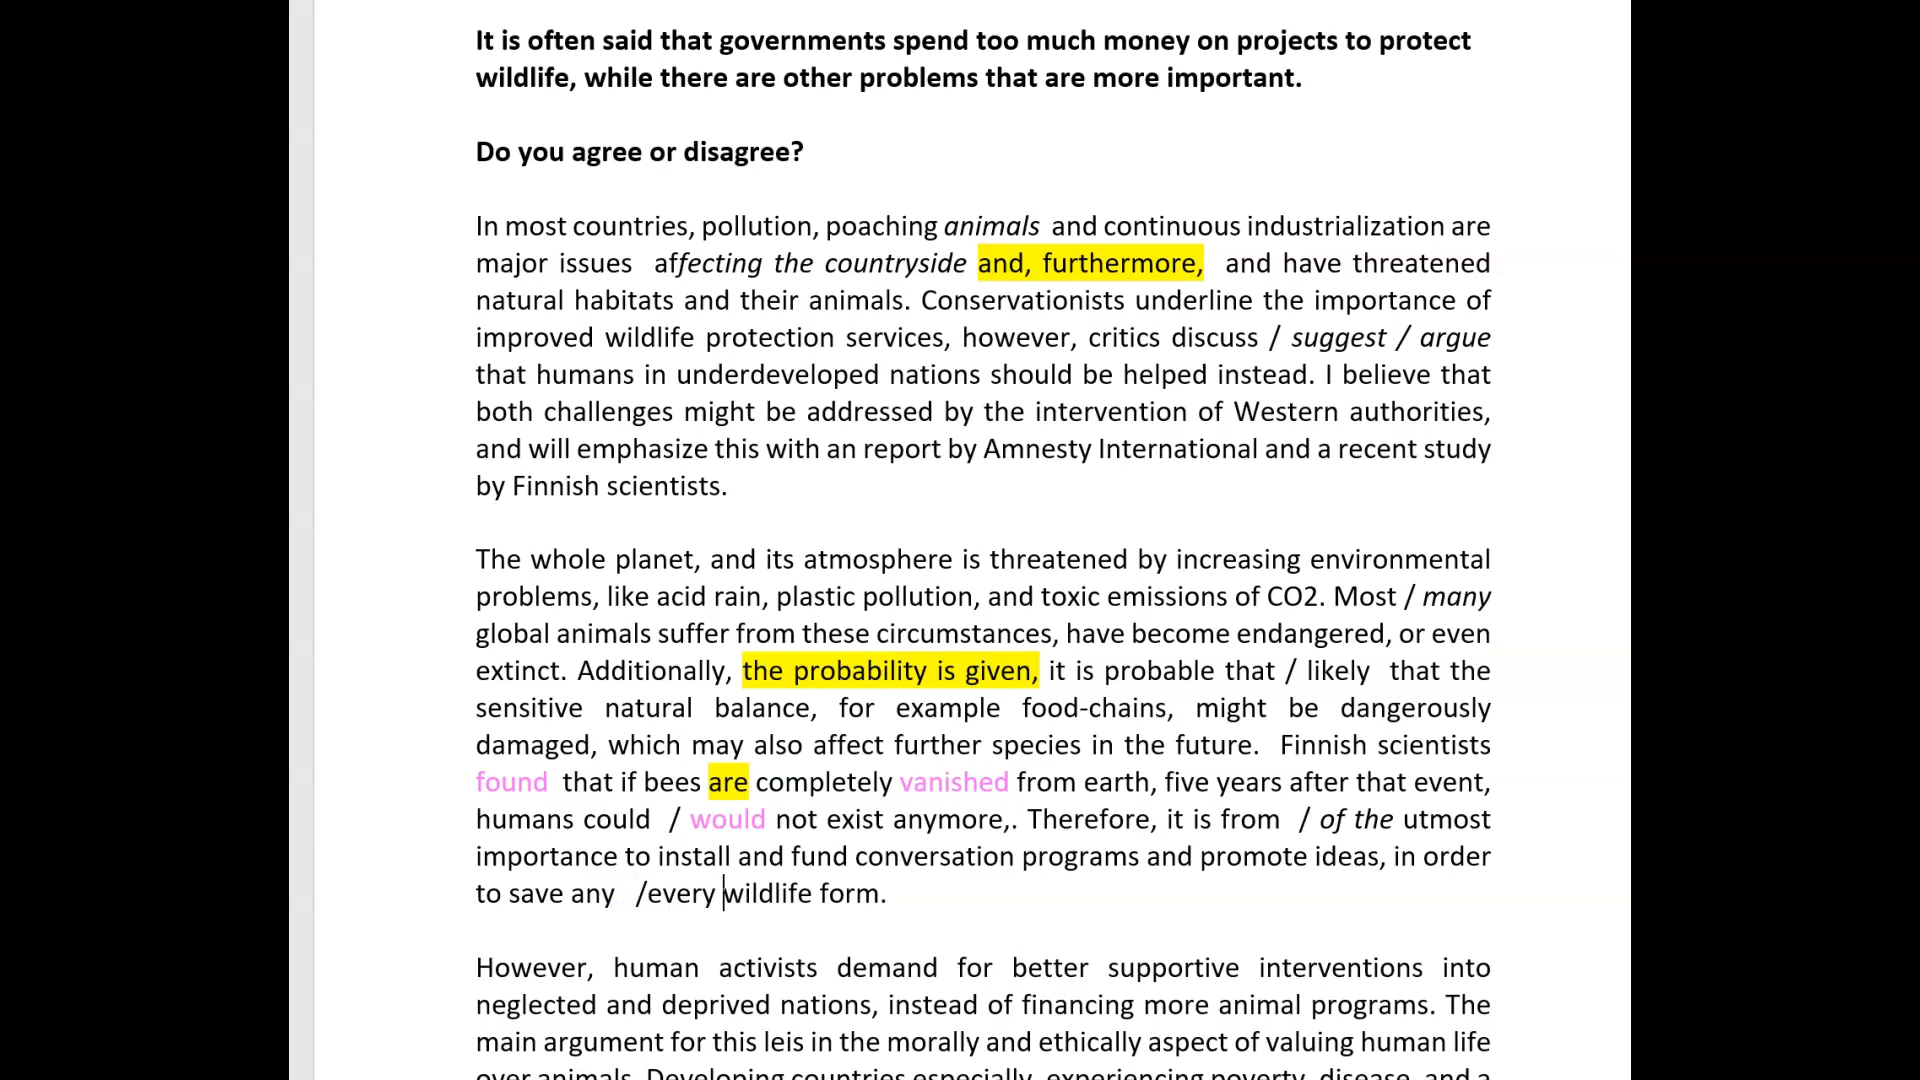 It is often said that governments spend too much money on projects to protect
wildlife, while there are other problems that are more important.
Do you agree or disagree?
In most countries, pollution, poaching animals and continuous industrialization are
major issues affecting the countryside and, furthermore, and have threatened
natural habitats and their animals. Conservationists underline the importance of
improved wildlife protection services, however, critics discuss / suggest / argue
that humans in underdeveloped nations should be helped instead. I believe that
both challenges might be addressed by the intervention of Western authorities,
and will emphasize this with an report by Amnesty International and a recent study
by Finnish scientists.
The whole planet, and its atmosphere is threatened by increasing environmental
problems, like acid rain, plastic pollution, and toxic emissions of CO2. Most / many
global animals suffer from these circumstances, have become endangered, or even
extinct. Additionally, the probability is given, it is probable that / likely that the
sensitive natural balance, for example food-chains, might be dangerously
damaged, which may also affect further species in the future. Finnish scientists
found that if bees are completely vanished from earth, five years after that event,
humans could / would not exist anymore,. Therefore, it is from / of the utmost
importance to install and fund conversation programs and promote ideas, in order
to save any /every wildlife form.
However, human activists demand for better supportive interventions into
neglected and deprived nations, instead of financing more animal programs. The
main argument for this leis in the morally and ethically aspect of valuing human life
over animals. Developing countries especially, experiencing poverty, disease, and a